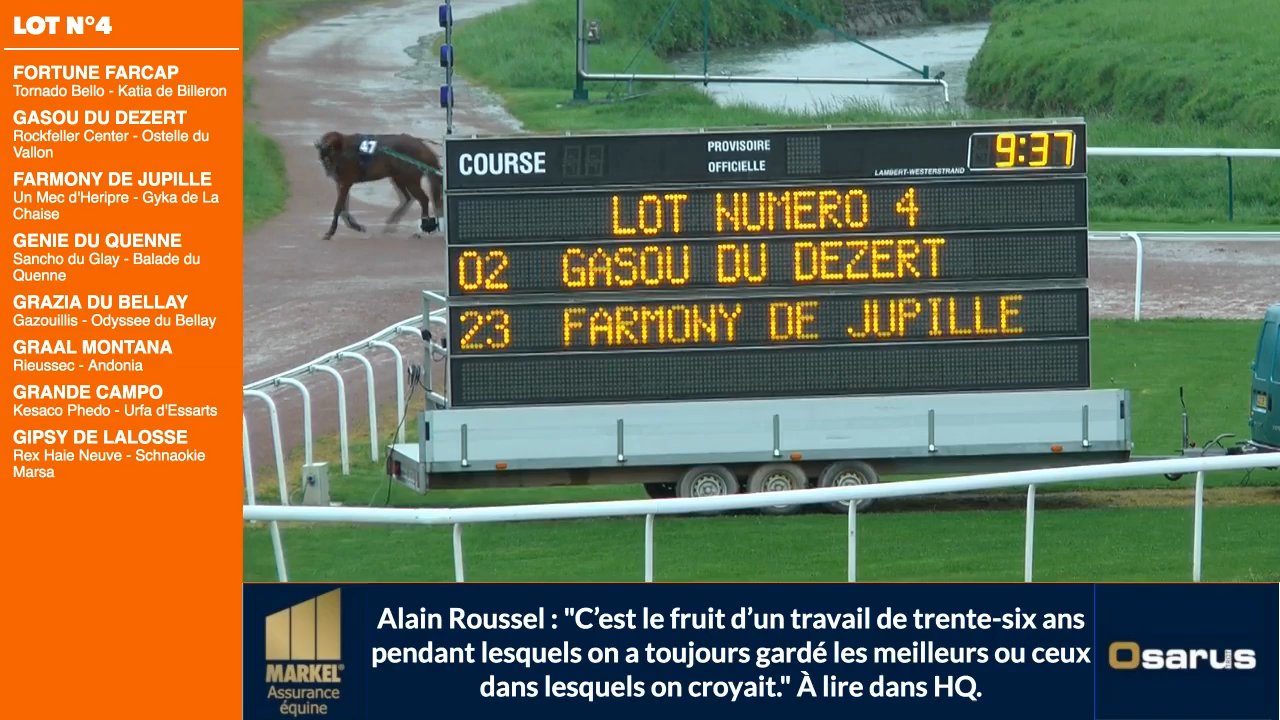 LOT N°4
FORTUNE FARCAP
Tornado Bello - Katia de Billeron
GASOU DU DEZERT
Rockfeller Center - Ostelle du
Vallon
FARMONY DE JUPILLE
Un Mec d'Heripre - Gyka de La
Chaise
GENIE DU QUENNE
Sancho du Glay - Balade du
Quenne
GRAZIA DU BELLAY
Gazouillis - Odyssee du Bellay
GRAAL MONTANA
Rieussec - Andonia
GRANDE CAMPO
Kesaco Phedo - Urfa d'Essarts
GIPSY DE LALOSSE
Rex Haie Neuve - Schnaokie
Marsa
47
COURSE
PROVISOIRE
OFFICIELLE
LAMBERT-WESTERSTRAND
9:37
LOT NUMERO 4
02 GASOU DU DEZERT
23 FARMONY DE JUPILLE
MARKEL
Assurance
équine
Alain Roussel : "C’est le fruit d’un travail de trente-six ans
pendant lesquels on a toujours gardé les meilleurs ou ceux
dans lesquels on croyait." À lire dans HQ.
Osarus